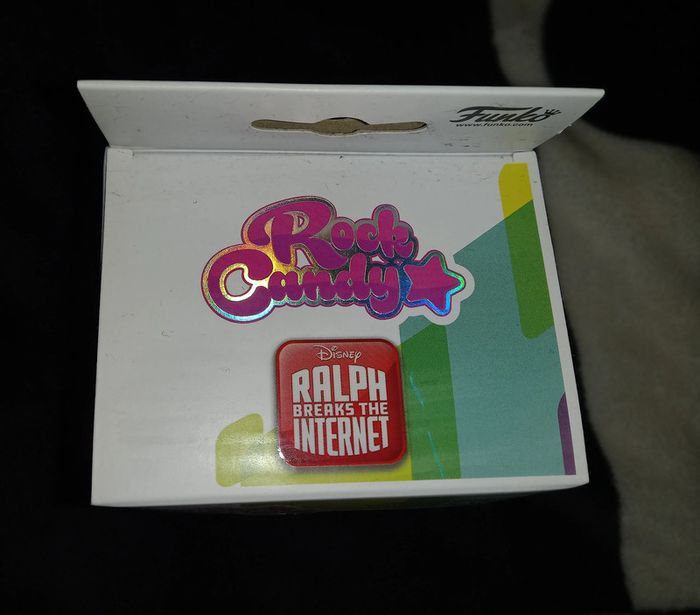 Funko
www.funko.com
Rock
Candy
Disney
RALPH
BREAKS THE
INTERNET